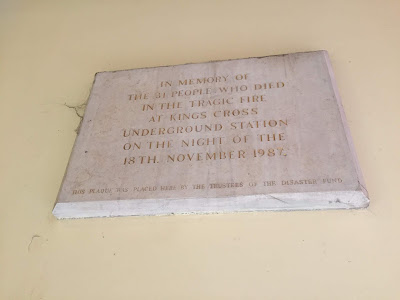 IN MEMORY OF
THE 31 PEOPLE WHO DIED
IN THE TRAGIC FIRE
AT KINGS CROSS
UNDERGROUND STATION
ON THE NIGHT OF THE
18TH. NOVEMBER 1987.
THIS PLAQUE WAS PLACED HERE BY THE TRUSTEES OF THE DISASTER FUND